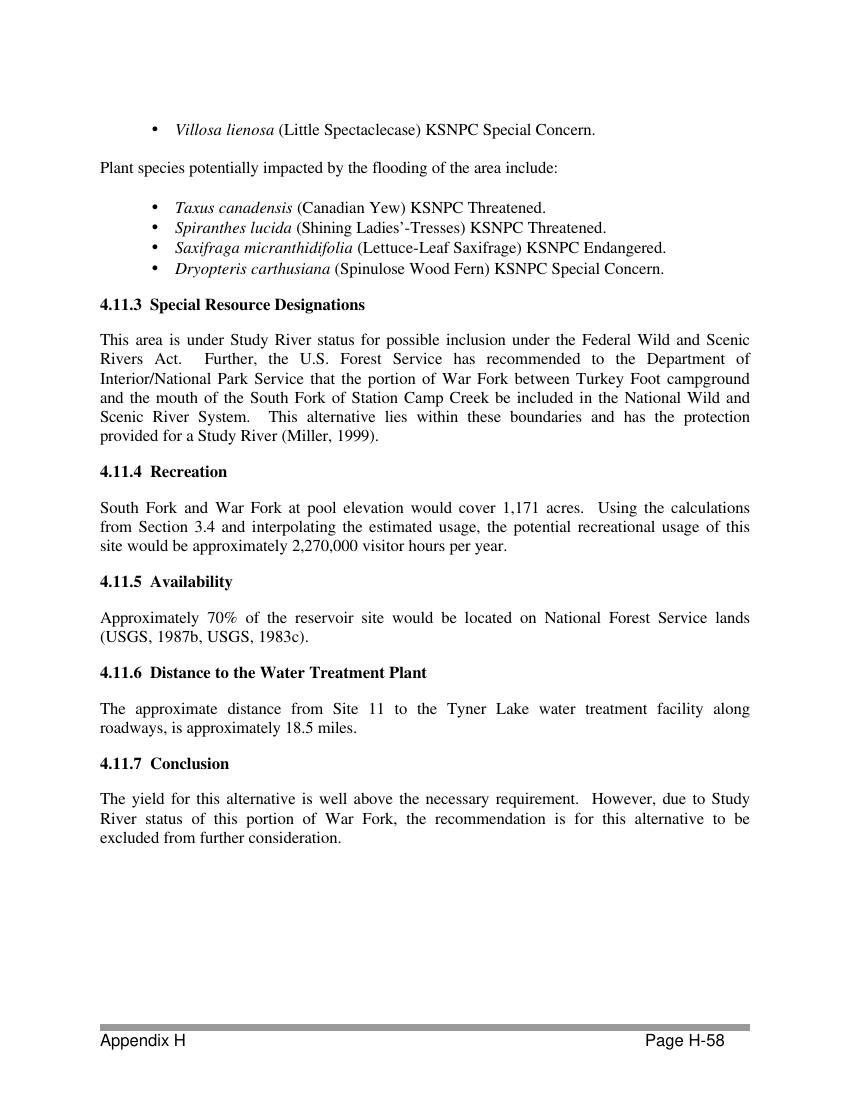 • Villosa lienosa (Little Spectaclecase) KSNPC Special Concern.
Plant species potentially impacted by the flooding of the area include:
• Taxus canadensis (Canadian Yew) KSNPC Threatened.
• Spiranthes lucida (Shining Ladies’-Tresses) KSNPC Threatened.
• Saxifraga micranthidifolia (Lettuce-Leaf Saxifrage) KSNPC Endangered.
• Dryopteris carthusiana (Spinulose Wood Fern) KSNPC Special Concern.
4.11.3 Special Resource Designations
This area is under Study River status for possible inclusion under the Federal Wild and Scenic
Rivers Act. Further, the U.S. Forest Service has recommended to the Department of
Interior/National Park Service that the portion of War Fork between Turkey Foot campground
and the mouth of the South Fork of Station Camp Creek be included in the National Wild and
Scenic River System. This alternative lies within these boundaries and has the protection
provided for a Study River (Miller, 1999).
4.11.4 Recreation
South Fork and War Fork at pool elevation would cover 1,171 acres. Using the calculations
from Section 3.4 and interpolating the estimated usage, the potential recreational usage of this
site would be approximately 2,270,000 visitor hours per year.
4.11.5 Availability
Approximately 70% of the reservoir site would be located on National Forest Service lands
(USGS, 1987b, USGS, 1983c).
4.11.6 Distance to the Water Treatment Plant
The approximate distance from Site 11 to the Tyner Lake water treatment facility along
roadways, is approximately 18.5 miles.
4.11.7 Conclusion
The yield for this alternative is well above the necessary requirement. However, due to Study
River status of this portion of War Fork, the recommendation is for this alternative to be
excluded from further consideration.
Appendix H
Page H-58